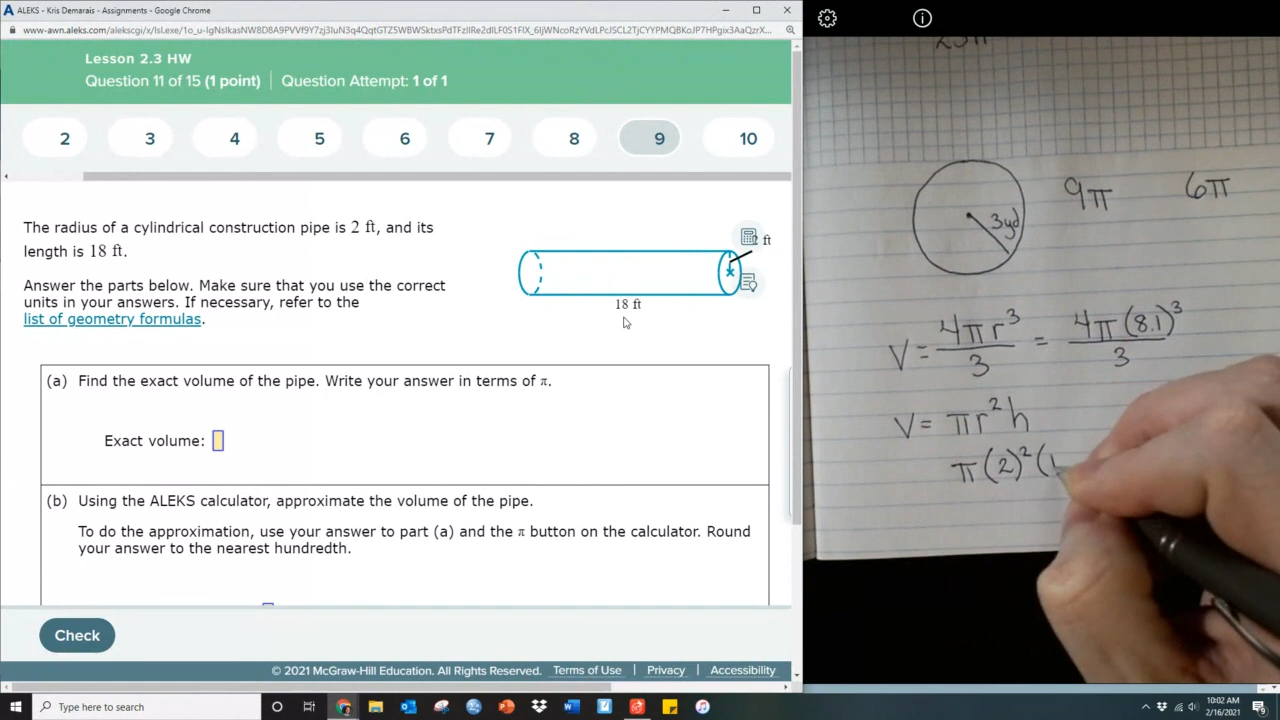 ALEKS - Kris Demarais - Assignments - Google Chrome
Lesson 2.3 HW
Question 11 of 15 (1 point) | Question Attempt: 1 of 1
2 3 4 5 6 7 8 9 10
The radius of a cylindrical construction pipe is 2 ft, and its
length is 18 ft.
Answer the parts below. Make sure that you use the correct
units in your answers. If necessary, refer to the
list of geometry formulas.
ft
18 ft
(a) Find the exact volume of the pipe. Write your answer in terms of π.
Exact volume:
(b) Using the ALEKS calculator, approximate the volume of the pipe.
To do the approximation, use your answer to part (a) and the π button on the calculator. Round
your answer to the nearest hundredth.
Check
© 2021 McGraw-Hill Education. All Rights Reserved. Terms of Use | Privacy | Accessibility
Type here to search
10:02 AM
2/16/2021
3yd
9π 6π
V = 4πr³/3 = 4π(8.1)³/3
V = πr²h
π(2)²(1